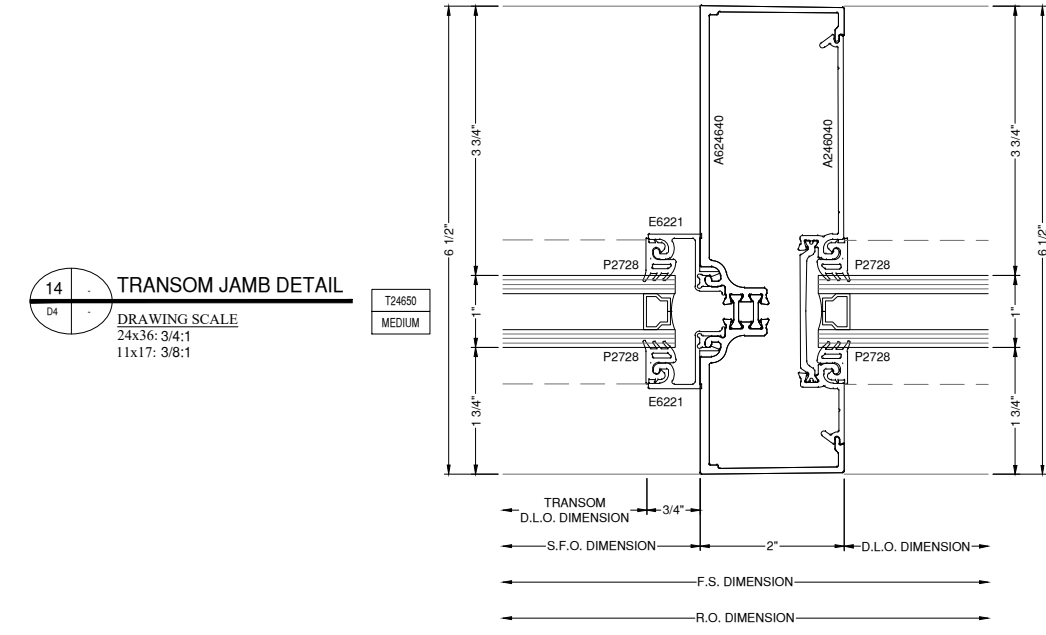 14
-
D4
-
TRANSOM JAMB DETAIL
DRAWING SCALE
24x36: 3/4:1
11x17: 3/8:1
T24650
MEDIUM
6 1/2"
3 3/4"
1"
1 3/4"
A624640
A246040
E6221
P2728
P2728
P2728
P2728
E6221
3 3/4"
1"
1 3/4"
6 1/2"
TRANSOM
D.L.O. DIMENSION
3/4"
S.F.O. DIMENSION
2"
D.L.O. DIMENSION
F.S. DIMENSION
R.O. DIMENSION